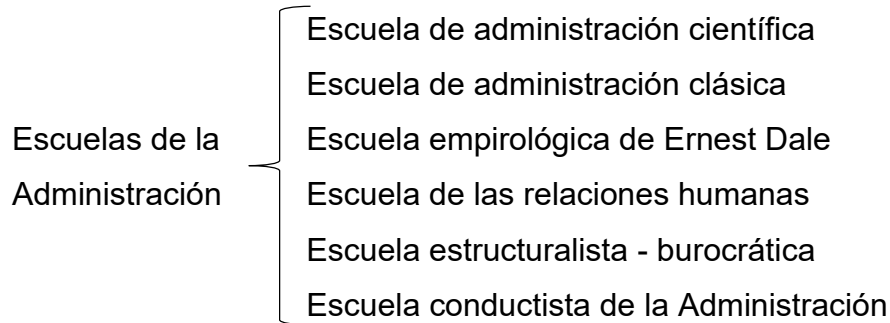 Escuelas de la
Administración
Escuela de administración científica
Escuela de administración clásica
Escuela empirológica de Ernest Dale
Escuela de las relaciones humanas
Escuela estructuralista - burocrática
Escuela conductista de la Administración